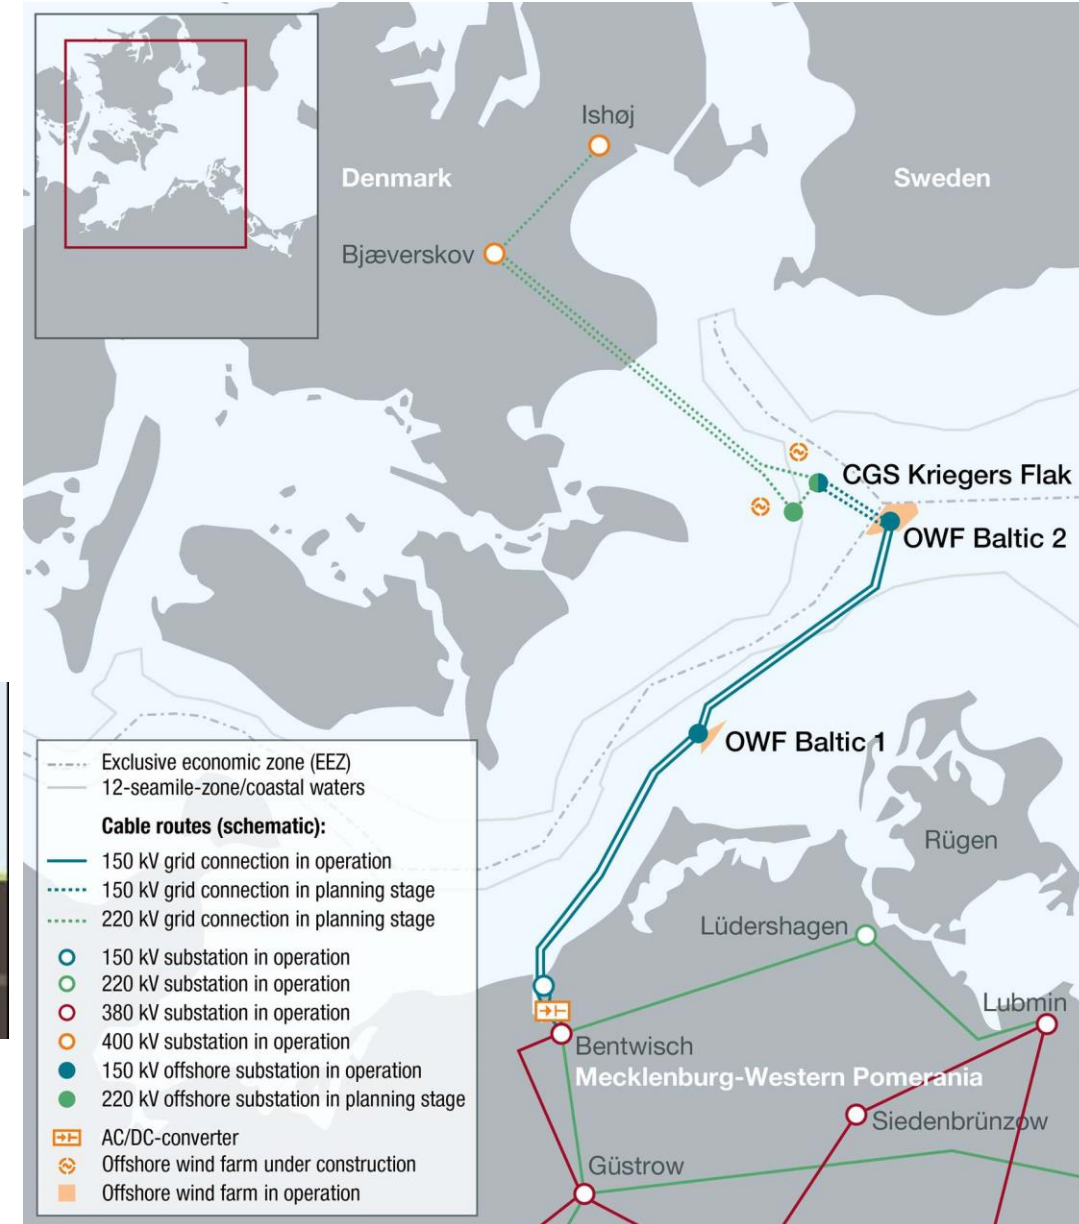 Ishøj
Denmark
Sweden
Bjæverskov
CGS Kriegers Flak
OWF Baltic 2
OWF Baltic 1
Rügen
Lüdershagen
Lubmin
Bentwisch
Mecklenburg-Western Pomerania
Siedenbrünzow
Güstrow
Exclusive economic zone (EEZ)
12-seamile-zone/coastal waters
Cable routes (schematic):
150 kV grid connection in operation
150 kV grid connection in planning stage
220 kV grid connection in planning stage
150 kV substation in operation
220 kV substation in operation
380 kV substation in operation
400 kV substation in operation
150 kV offshore substation in operation
220 kV offshore substation in planning stage
AC/DC-converter
Offshore wind farm under construction
Offshore wind farm in operation